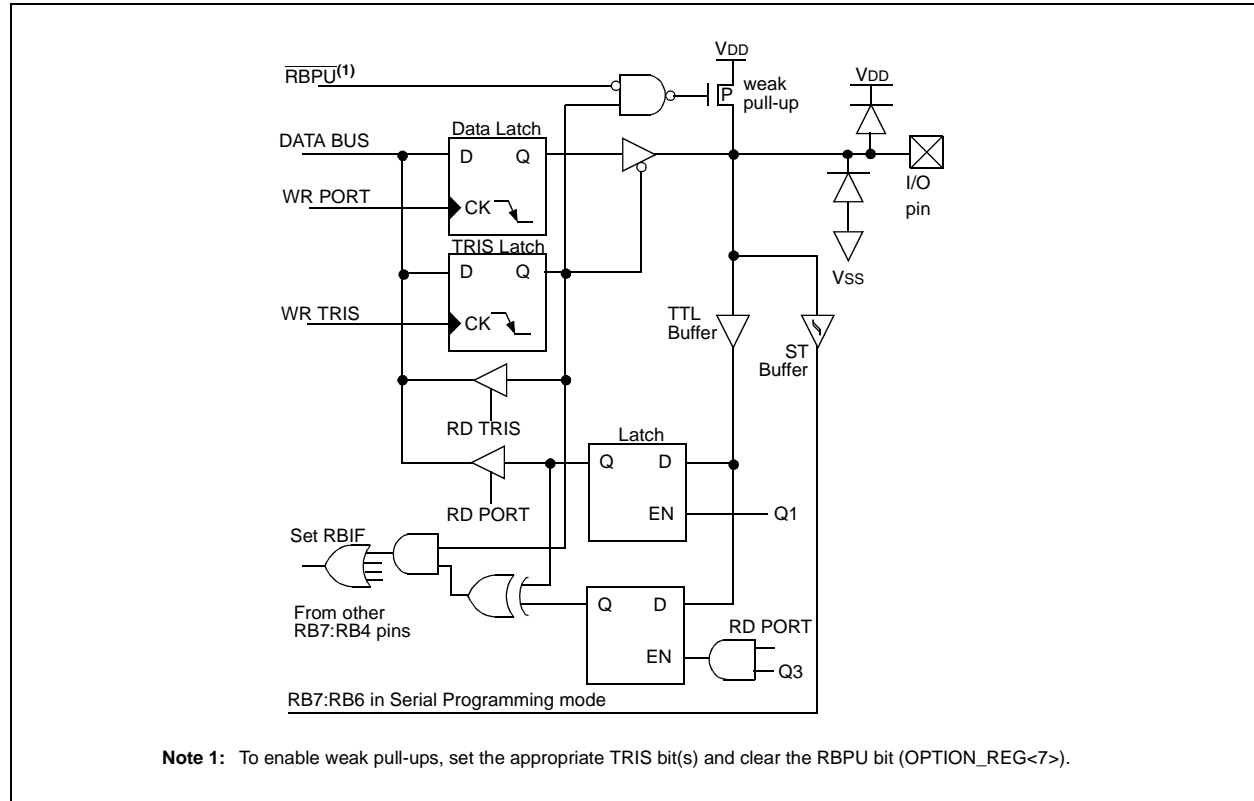 VDD
RBPU(1)
weak
pull-up
P
VDD
DATA BUS
Data Latch
D Q
WR PORT
CK
I/O
pin
TRIS Latch
D Q
VSS
WR TRIS
CK
TTL
Buffer
ST
Buffer
RD TRIS
Latch
Q D
RD PORT
EN
Q1
Set RBIF
Q D
From other
RB7:RB4 pins
RD PORT
EN
Q3
RB7:RB6 in Serial Programming mode
Note 1: To enable weak pull-ups, set the appropriate TRIS bit(s) and clear the RBPU bit (OPTION_REG<7>).